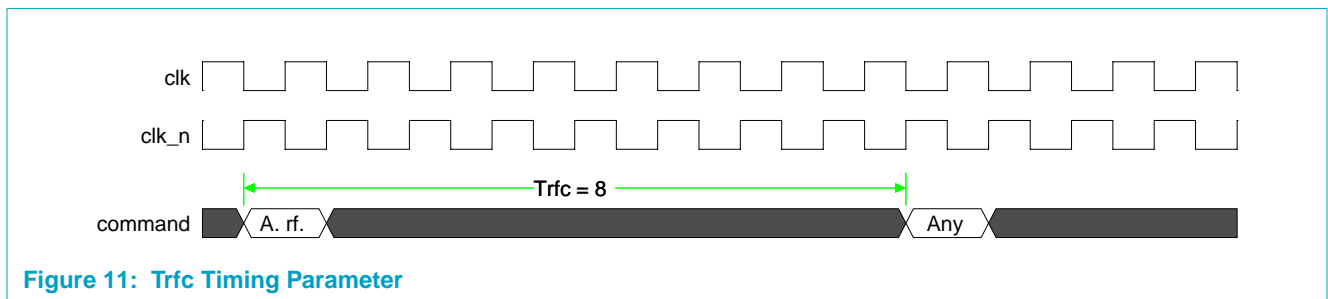 clk
clk_n
Trfc = 8
command A. rf. Any
Figure 11: Trfc Timing Parameter